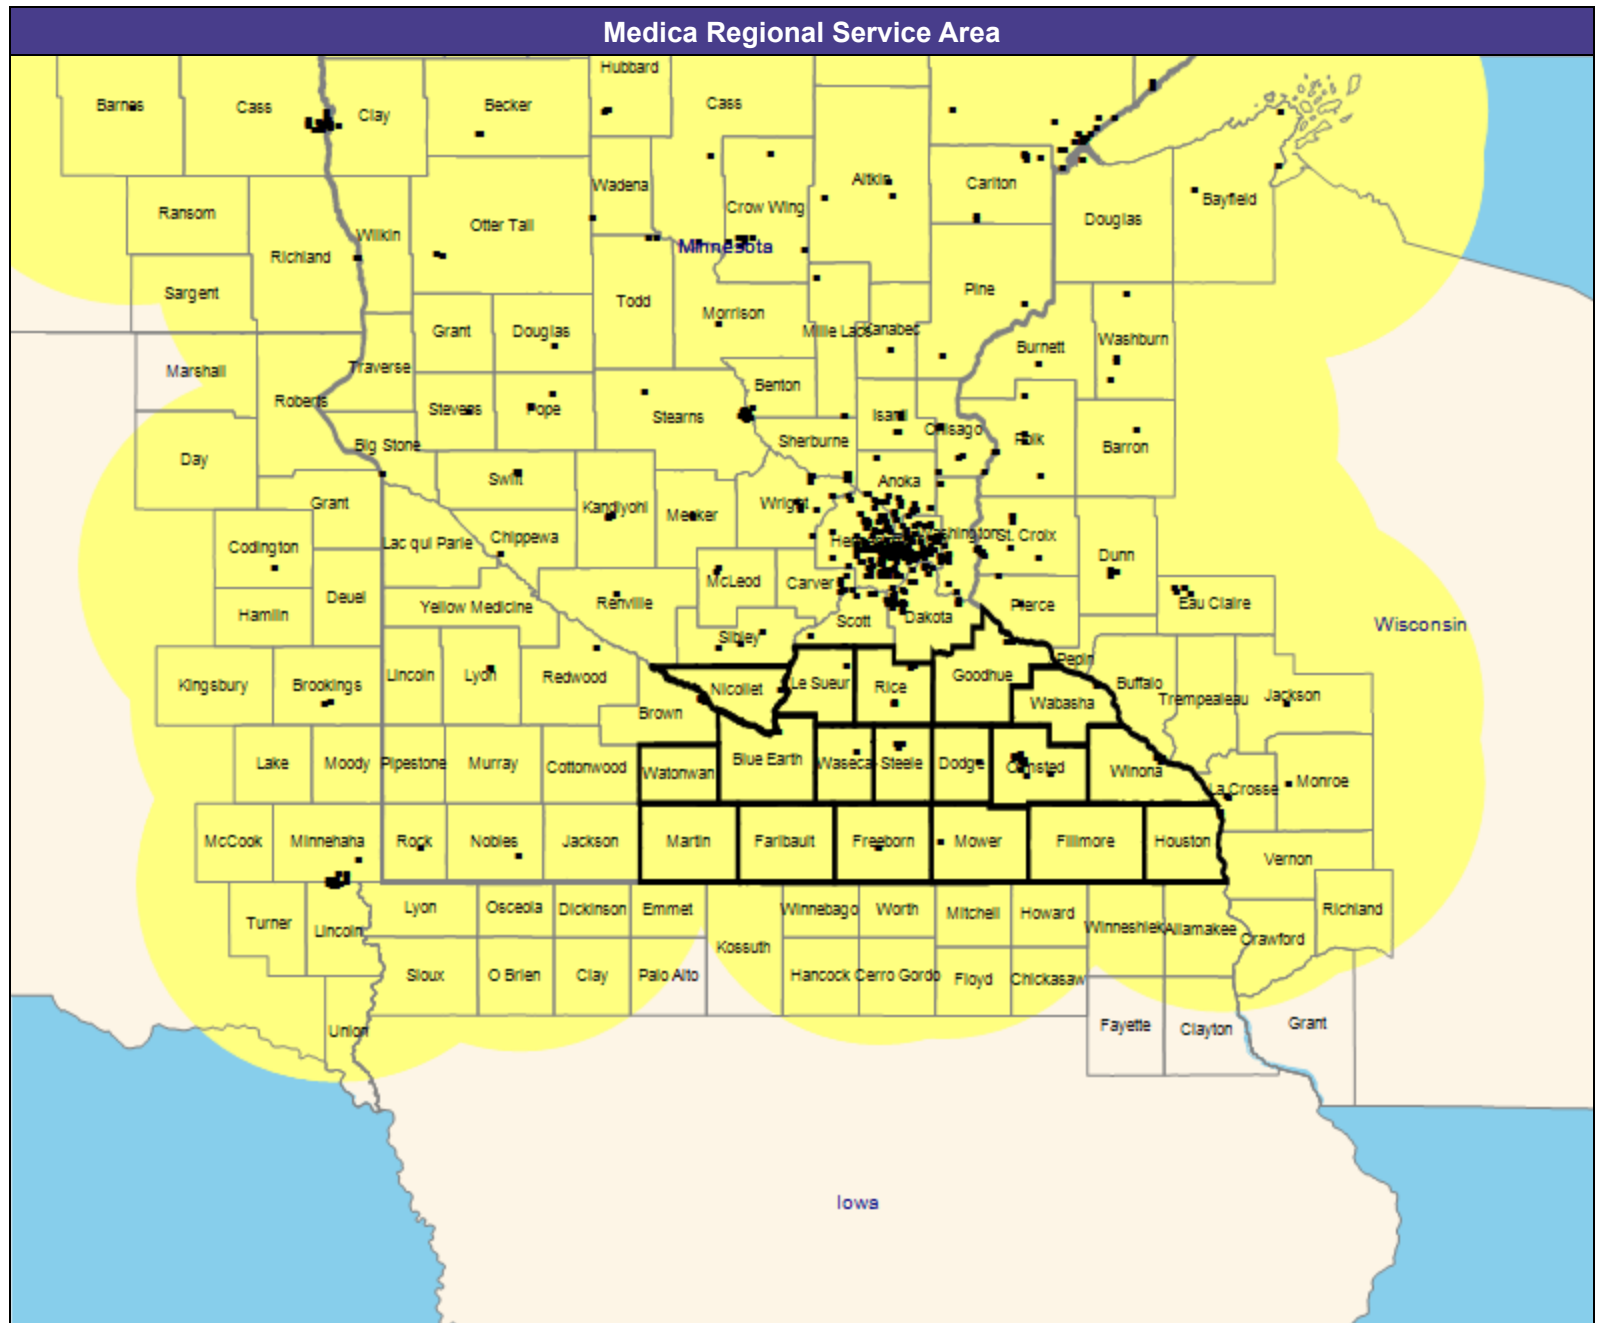 Medica Regional Service Area
Hubbard
Barnes
Cass
Clay
Becker
Cass
Wadena
Aitkin
Carlton
Ransom
Wilkin
Otter Tail
Crow Wing
Douglas
Bayfield
Richland
Minnesota
Sargent
Todd
Pine
Grant
Douglas
Morrison
Mille Lacs
Kanabec
Burnett
Washburn
Marshall
Traverse
Roberts
Stevens
Pope
Stearns
Benton
Isanti
Chisago
Polk
Barron
Day
Big Stone
Sherburne
Grant
Swift
Kandiyohi
Meeker
Wright
Anoka
Codington
Lac qui Parle
Chippewa
Washington
St. Croix
Dunn
Hamlin
Deuel
Yellow Medicine
Renville
McLeod
Carver
Scott
Dakota
Pierce
Eau Claire
Wisconsin
Sibley
Pepin
Kingsbury
Brookings
Lincoln
Lyon
Redwood
Brown
Nicollet
Le Sueur
Rice
Goodhue
Wabasha
Buffalo
Trempealeau
Jackson
Lake
Moody
Pipestone
Murray
Cottonwood
Watonwan
Blue Earth
Waseca
Steele
Dodge
Olmsted
Winona
La Crosse
Monroe
McCook
Minnehaha
Rock
Nobles
Jackson
Martin
Faribault
Freeborn
Mower
Fillmore
Houston
Vernon
Turner
Lincoln
Lyon
Osceola
Dickinson
Emmet
Kossuth
Winnebago
Worth
Mitchell
Howard
Winneshiek
Allamakee
Crawford
Richland
Sioux
O Brien
Clay
Palo Alto
Hancock
Cerro Gordo
Floyd
Chickasaw
Union
Fayette
Clayton
Grant
Iowa